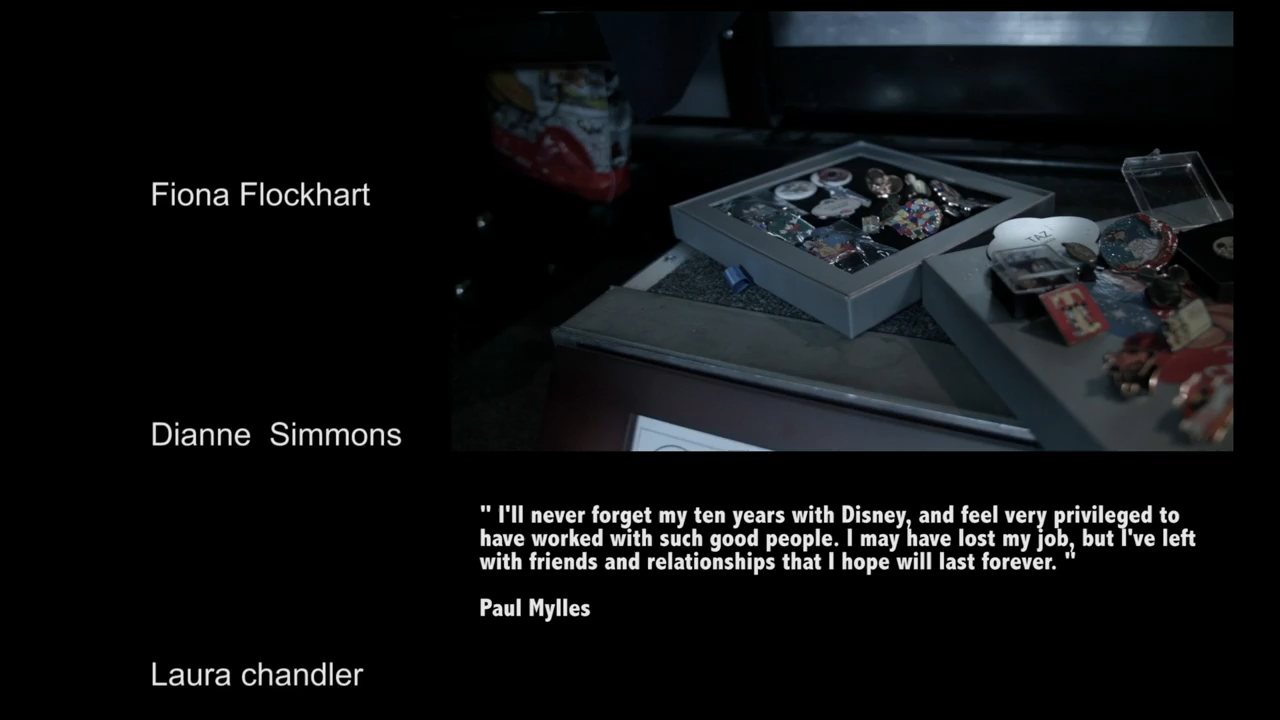 Fiona Flockhart
TAZ
Dianne  Simmons
" I'll never forget my ten years with Disney, and feel very privileged to
have worked with such good people. I may have lost my job, but I've left
with friends and relationships that I hope will last forever. "
Paul Mylles
Laura chandler